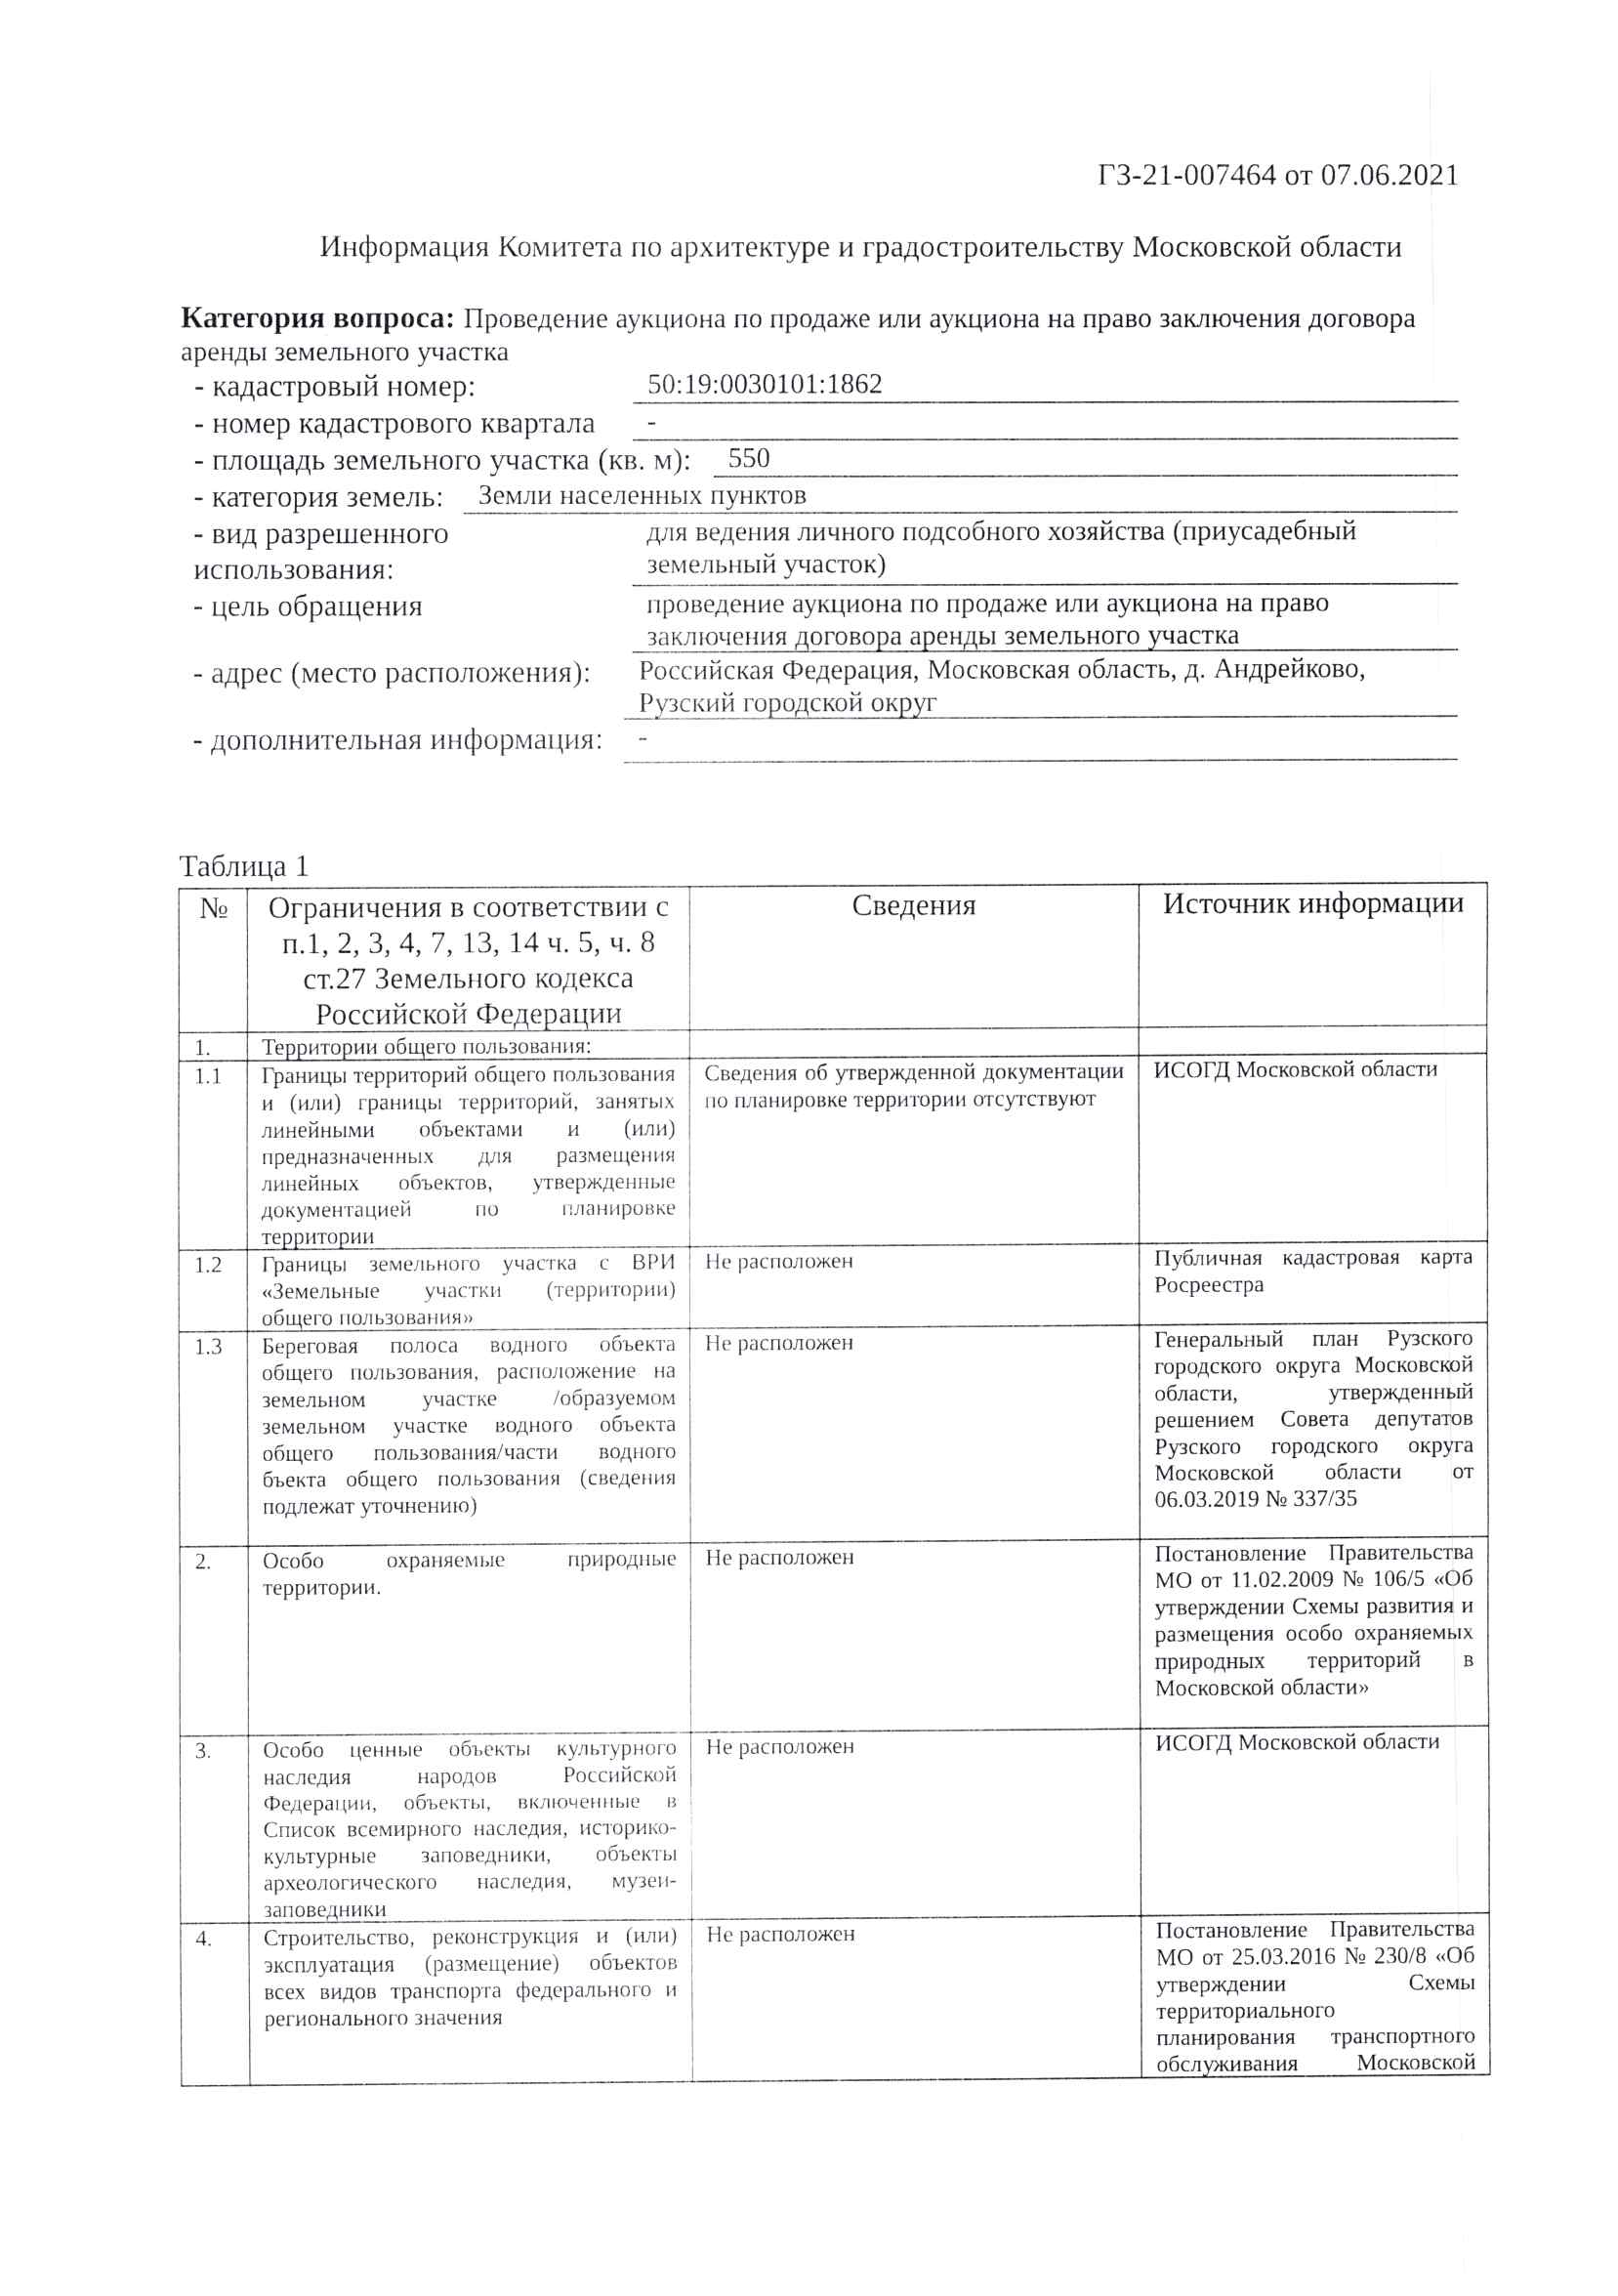 ГЗ-21-007464 от 07.06.2021
Информация Комитета по архитектуре и градостроительству Московской области
Категория вопроса: Проведение аукциона по продаже или аукциона на право заключения договора
аренды земельного участка
- кадастровый номер: 50:19:0030101:1862
- номер кадастрового квартала -
- площадь земельного участка (кв. м): 550
- категория земель: Земли населенных пунктов
- вид разрешенного
использования:
для ведения личного подсобного хозяйства (приусадебный
земельный участок)
- цель обращения
проведение аукциона по продаже или аукциона на право
заключения договора аренды земельного участка
- адрес (место расположения):
Российская Федерация, Московская область, д. Андрейково,
Рузский городской округ
- дополнительная информация: -
Таблица 1
№
Ограничения в соответствии с
п.1, 2, 3, 4, 7, 13, 14 ч. 5, ч. 8
ст.27 Земельного кодекса
Российской Федерации
Сведения
Источник информации
1.
Территории общего пользования:
1.1
Границы территорий общего пользования
и (или) границы территорий, занятых
линейными объектами и (или)
предназначенных для размещения
линейных объектов, утвержденные
документацией по планировке
территории
Сведения об утвержденной документации
по планировке территории отсутствуют
ИСОГД Московской области
1.2
Границы земельного участка с ВРИ
«Земельные участки (территории)
общего пользования»
Не расположен
Публичная кадастровая карта
Росреестра
1.3
Береговая полоса водного объекта
общего пользования, расположение на
земельном участке /образуемом
земельном участке водного объекта
общего пользования/части водного
бъекта общего пользования (сведения
подлежат уточнению)
Не расположен
Генеральный план Рузского
городского округа Московской
области, утвержденный
решением Совета депутатов
Рузского городского округа
Московской области от
06.03.2019 № 337/35
2.
Особо охраняемые природные
территории.
Не расположен
Постановление Правительства
МО от 11.02.2009 № 106/5 «Об
утверждении Схемы развития и
размещения особо охраняемых
природных территорий в
Московской области»
3.
Особо ценные объекты культурного
наследия народов Российской
Федерации, объекты, включенные в
Список всемирного наследия, историко-
культурные заповедники, объекты
археологического наследия, музеи-
заповедники
Не расположен
ИСОГД Московской области
4.
Строительство, реконструкция и (или)
эксплуатация (размещение) объектов
всех видов транспорта федерального и
регионального значения
Не расположен
Постановление Правительства
МО от 25.03.2016 № 230/8 «Об
утверждении Схемы
территориального
планирования транспортного
обслуживания Московской